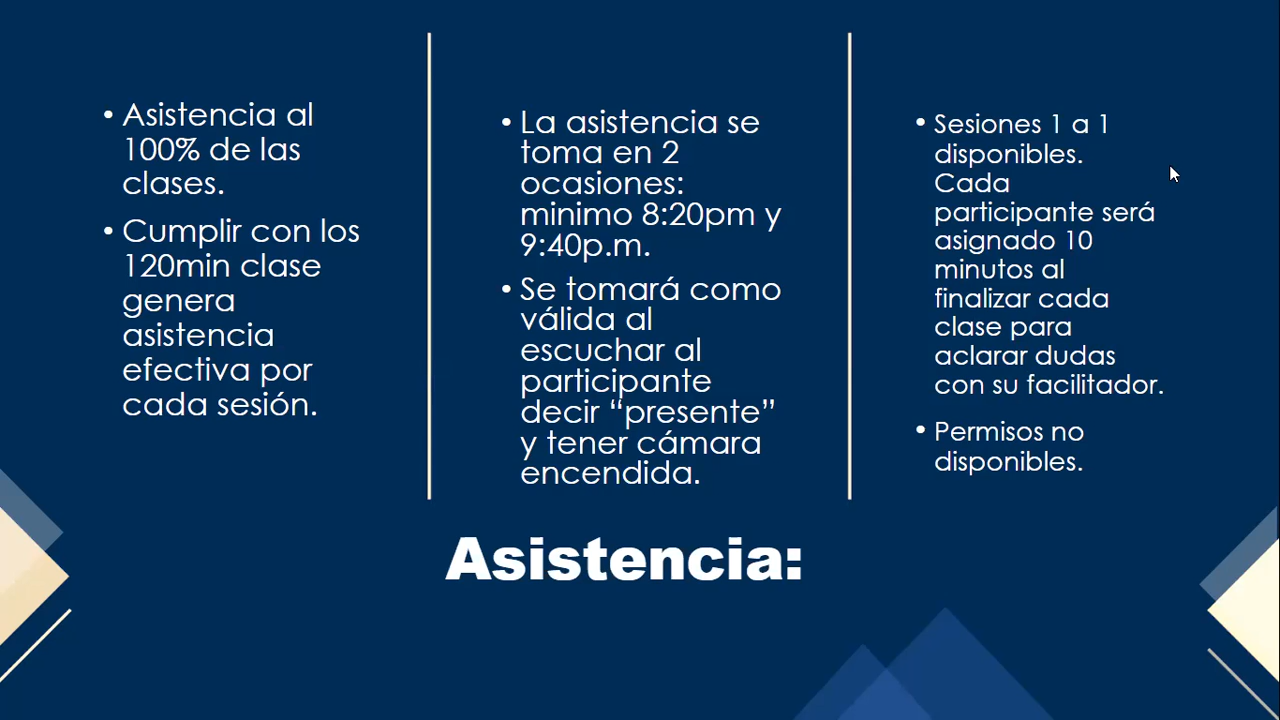 • Asistencia al
100% de las
clases.
• Cumplir con los
120min clase
genera
asistencia
efectiva por
cada sesión.
• La asistencia se
toma en 2
ocasiones:
minimo 8:20pm y
9:40p.m.
• Se tomará como
válida al
escuchar al
participante
decir “presente”
y tener cámara
encendida.
• Sesiones 1 a 1
disponibles.
Cada
participante será
asignado 10
minutos al
finalizar cada
clase para
aclarar dudas
con su facilitador.
• Permisos no
disponibles.
Asistencia: